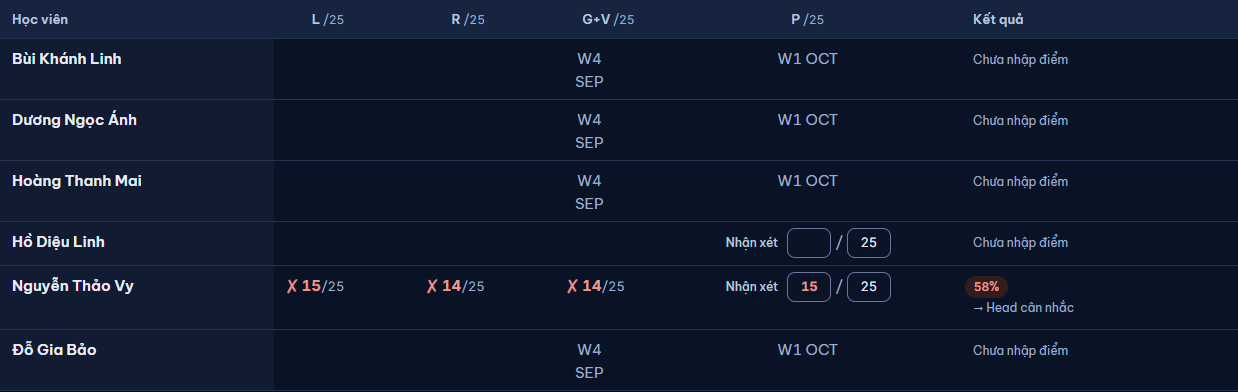 Học viên L /25 R /25 G+V /25 P /25 Kết quả
Bùi Khánh Linh W4 W1 OCT Chưa nhập điểm
SEP
Dương Ngọc Ánh W4 W1 OCT Chưa nhập điểm
SEP
Hoàng Thanh Mai W4 W1 OCT Chưa nhập điểm
SEP
Hồ Diệu Linh Nhận xét / 25 Chưa nhập điểm
Nguyễn Thảo Vy ✗ 15/25 ✗ 14/25 ✗ 14/25 Nhận xét 15 / 25 58%
→ Head cân nhắc
Đỗ Gia Bảo W4 W1 OCT Chưa nhập điểm
SEP